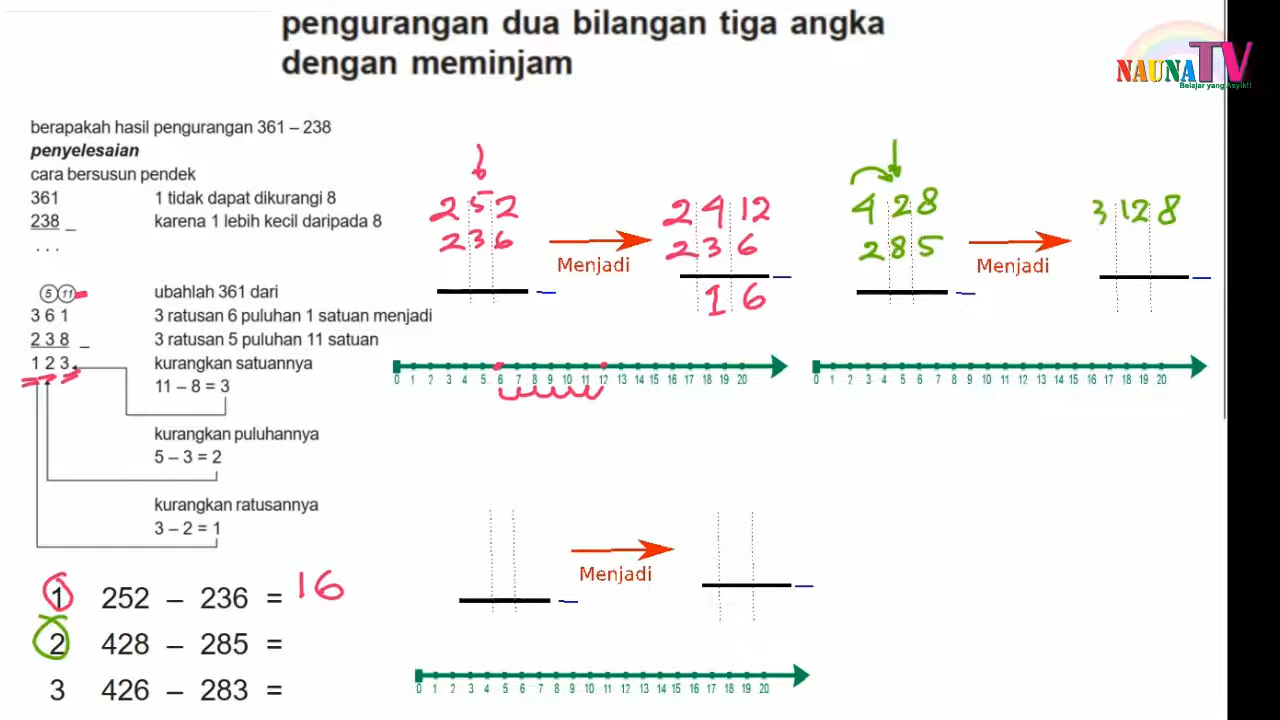 pengurangan dua bilangan tiga angka
dengan meminjam
NAUNA TV
Belajar yang Asyik!!
berapakah hasil pengurangan 361 – 238
penyelesaian
cara bersusun pendek
361 1 tidak dapat dikurangi 8
238 _ karena 1 lebih kecil daripada 8
. . .
5 11 ubahlah 361 dari
3 6 1 3 ratusan 6 puluhan 1 satuan menjadi
2 3 8 _ 3 ratusan 5 puluhan 11 satuan
1 2 3 kurangkan satuannya
11 – 8 = 3
kurangkan puluhannya
5 – 3 = 2
kurangkan ratusannya
3 – 2 = 1
1 252 – 236 = 16
2 428 – 285 =
3 426 – 283 =
2 5 2
2 3 6
Menjadi
2 4 12
2 3 6
1 6
0 1 2 3 4 5 6 7 8 9 10 11 12 13 14 15 16 17 18 19 20
4 2 8
2 8 5
Menjadi
3 12 8
0 1 2 3 4 5 6 7 8 9 10 11 12 13 14 15 16 17 18 19 20
Menjadi
0 1 2 3 4 5 6 7 8 9 10 11 12 13 14 15 16 17 18 19 20